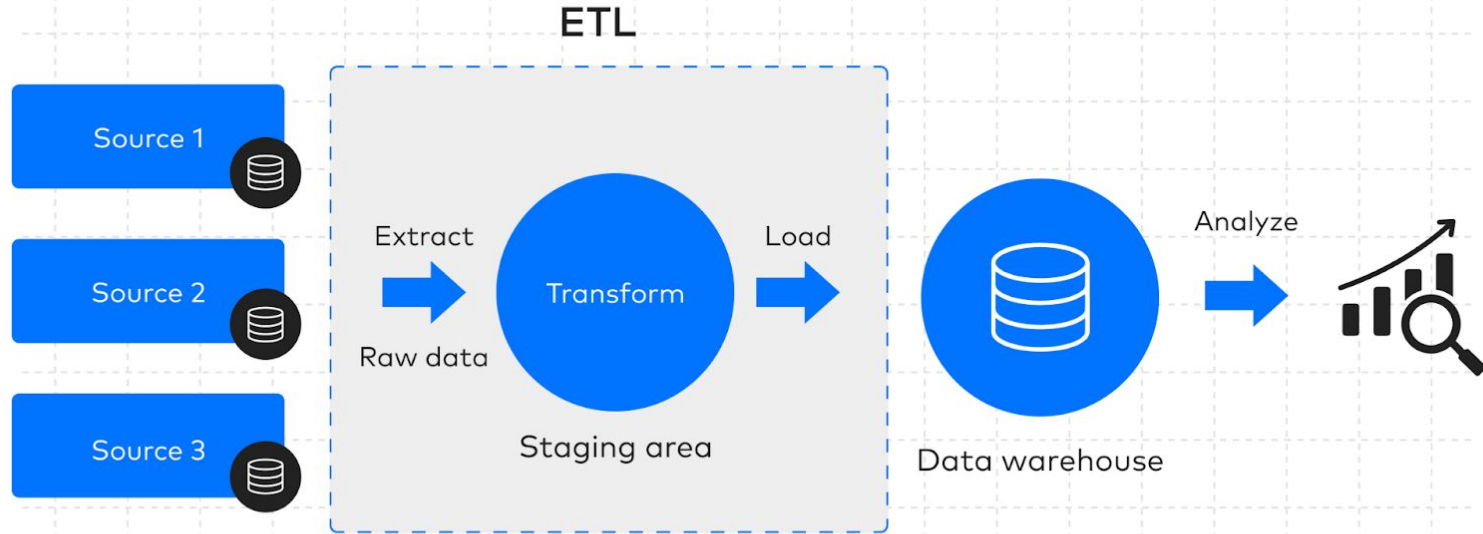 ETL
Source 1
Source 2
Source 3
Extract
Raw data
Transform
Staging area
Load
Data warehouse
Analyze